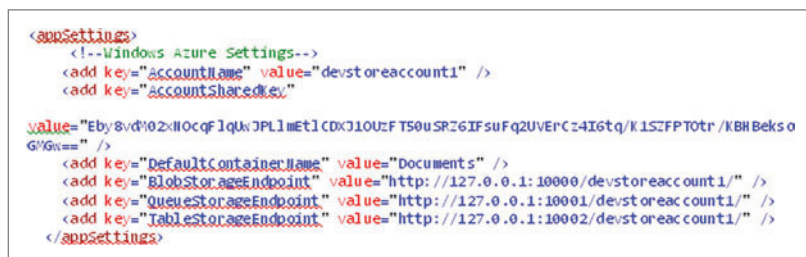 <appSettings>
<!--Windows Azure Settings-->
<add key="AccountName" value="devstoreaccount1" />
<add key="AccountSharedKey"
value="Eby8vdM02xNOcqFlqUwJPLlmEtlCDXJ1OUzFT50uSRZ6IFsuFq2UVErCz4I6tq/K1SZFPTOtr/KBHBekso
GMGw==" />
<add key="DefaultContainerName" value="Documents" />
<add key="BlobStorageEndpoint" value="http://127.0.0.1:10000/devstoreaccount1/" />
<add key="QueueStorageEndpoint" value="http://127.0.0.1:10001/devstoreaccount1/" />
<add key="TableStorageEndpoint" value="http://127.0.0.1:10002/devstoreaccount1/" />
</appSettings>